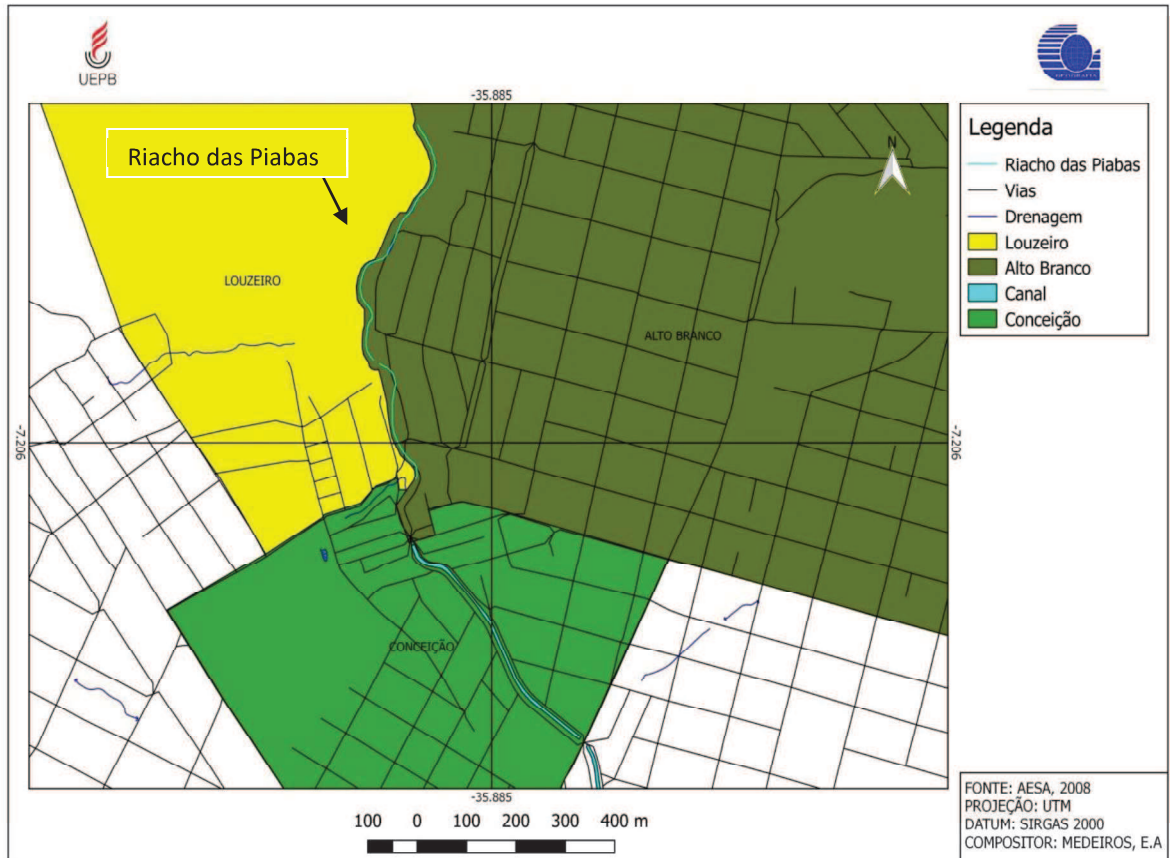 UEPB
-35.885
Riacho das Piabas
LOUZEIRO
ALTO BRANCO
N
-7.206
-7.206
CONCEIÇÃO
-35.885
Legenda
Riacho das Piabas
Vias
Drenagem
Louzeiro
Alto Branco
Canal
Conceição
100 0 100 200 300 400 m
FONTE: AESA, 2008
PROJEÇÃO: UTM
DATUM: SIRGAS 2000
COMPOSITOR: MEDEIROS, E.A